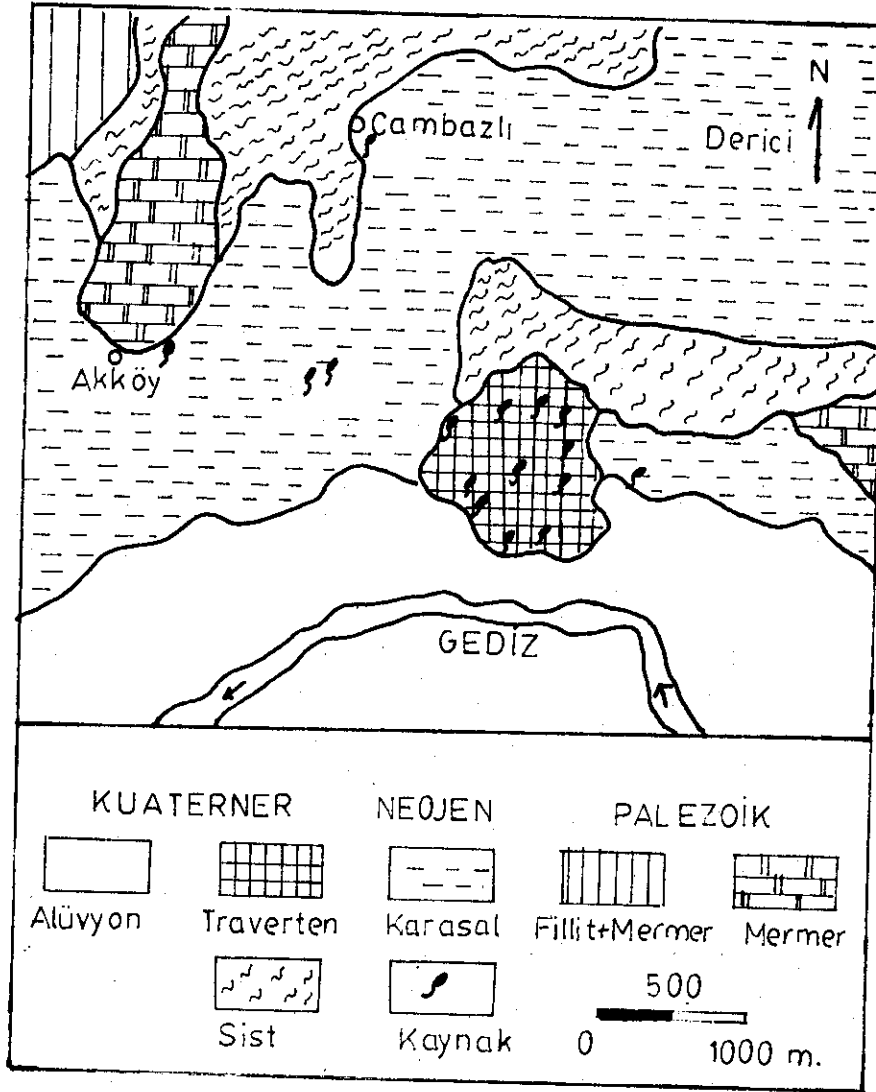 N
Cambazlı
Derici
Akköy
GEDİZ
KUATERNER NEOJEN PALEZOİK
Alüvyon Traverten Karasal Fillit+Mermer Mermer
500
Sist Kaynak 0 1000 m.